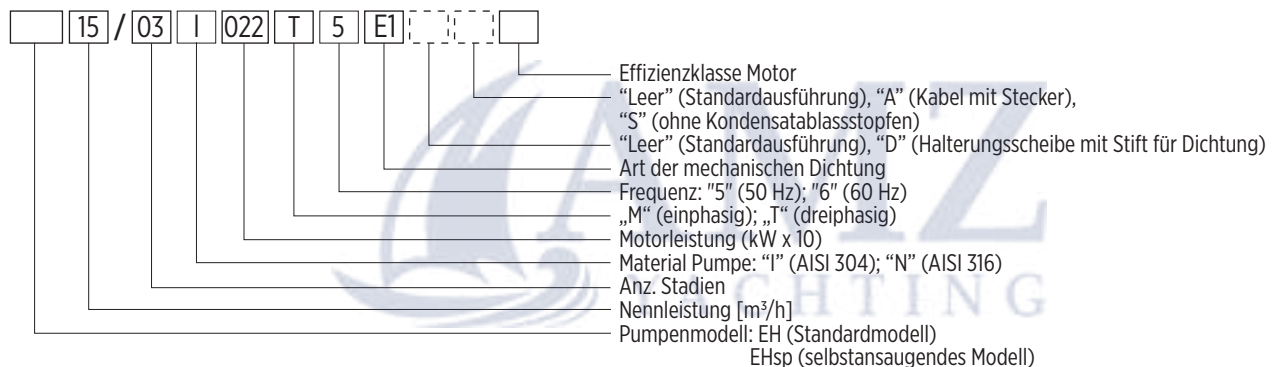 15 / 03 I 022 T 5 E1
Effizienzklasse Motor
“Leer” (Standardausführung), “A” (Kabel mit Stecker),
“S” (ohne Kondensatablassstopfen)
“Leer” (Standardausführung), “D” (Halterungsscheibe mit Stift für Dichtung)
Art der mechanischen Dichtung
Frequenz: "5" (50 Hz); "6" (60 Hz)
„M“ (einphasig); „T“ (dreiphasig)
Motorleistung (kW x 10)
Material Pumpe: “I” (AISI 304); “N” (AISI 316)
Anz. Stadien
Nennleistung [m³/h]
Pumpenmodell: EH (Standardmodell)
EHsp (selbstansaugendes Modell)
AMZ
YACHTING